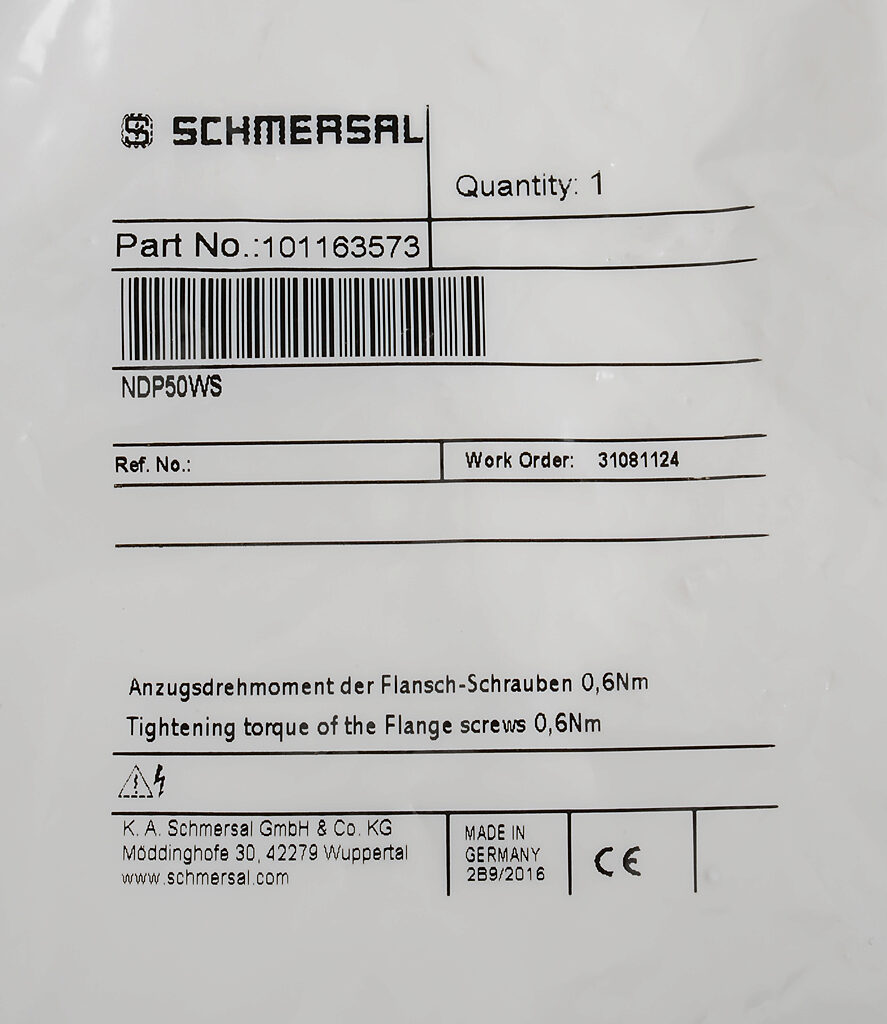 SCHMERSAL
Quantity: 1
Part No.:101163573
NDP50WS
Ref. No.:
Work Order: 31081124
Anzugsdrehmoment der Flansch-Schrauben 0,6Nm
Tightening torque of the Flange screws 0,6Nm
K. A. Schmersal GmbH & Co. KG
Möddinghofe 30, 42279 Wuppertal
www.schmersal.com
MADE IN
GERMANY
2B9/2016
CE